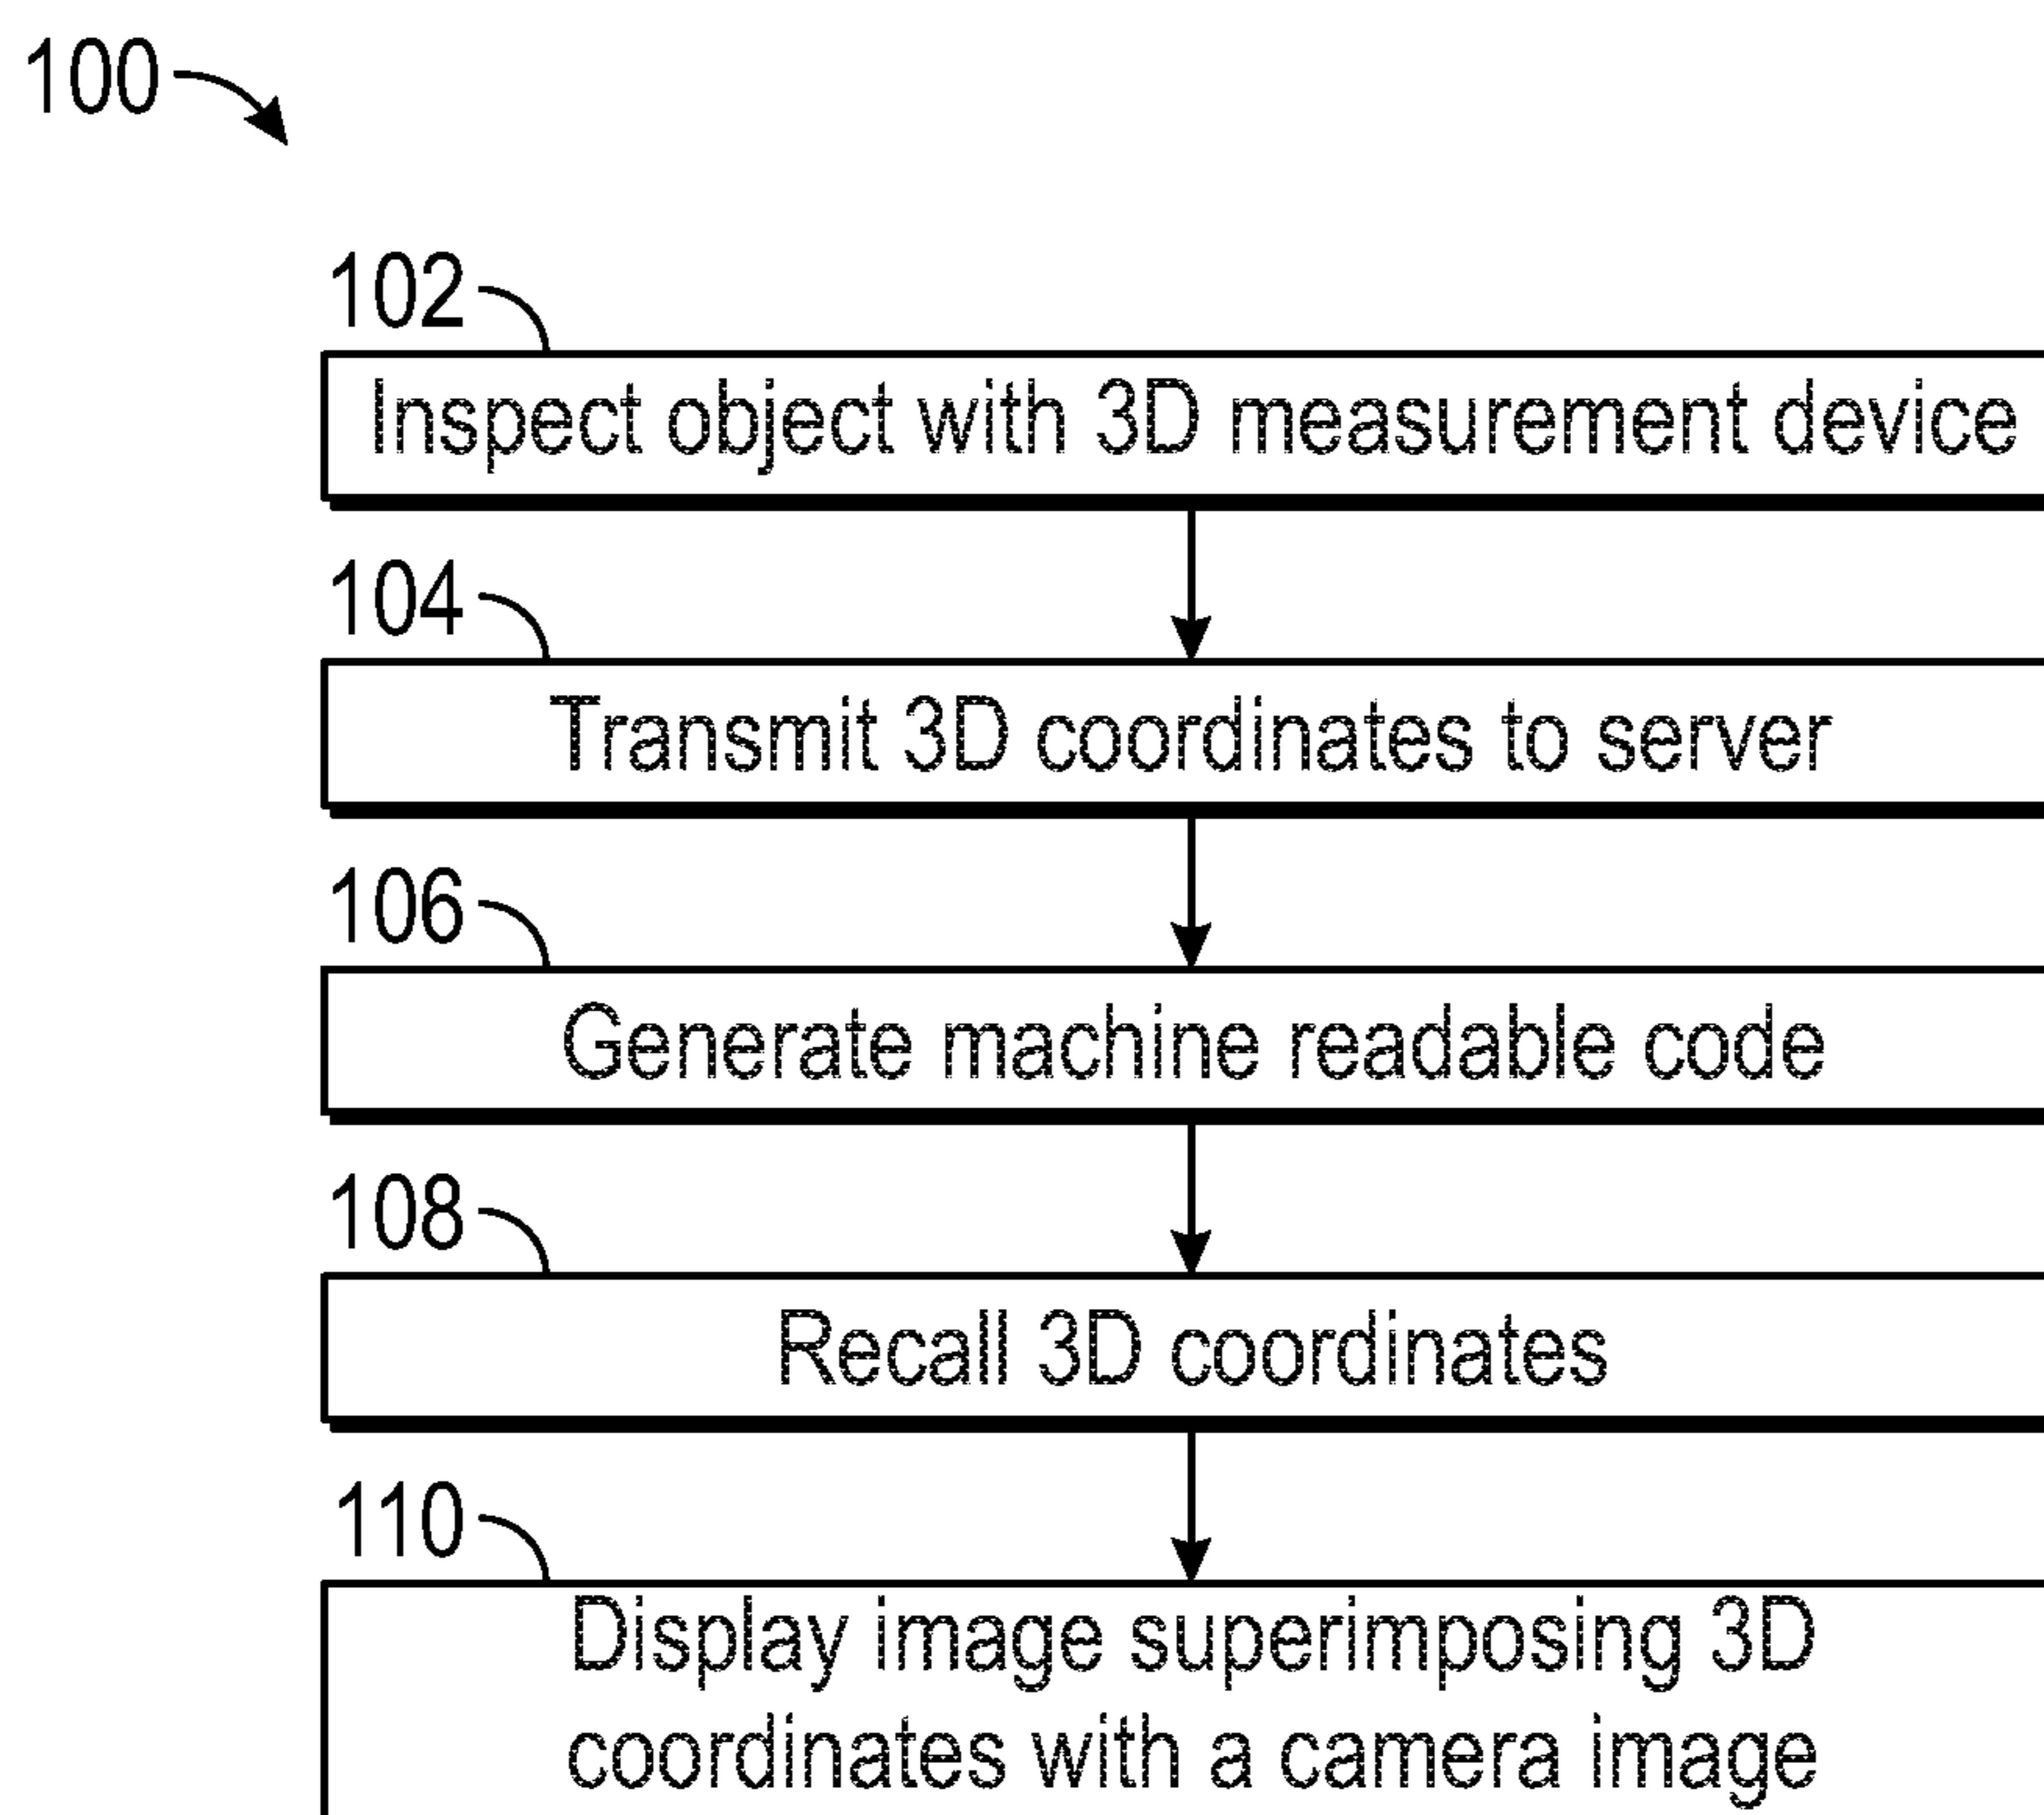 100
102
Inspect object with 3D measurement device
104
Transmit 3D coordinates to server
106
Generate machine readable code
108
Recall 3D coordinates
110
Display image superimposing 3D
coordinates with a camera image